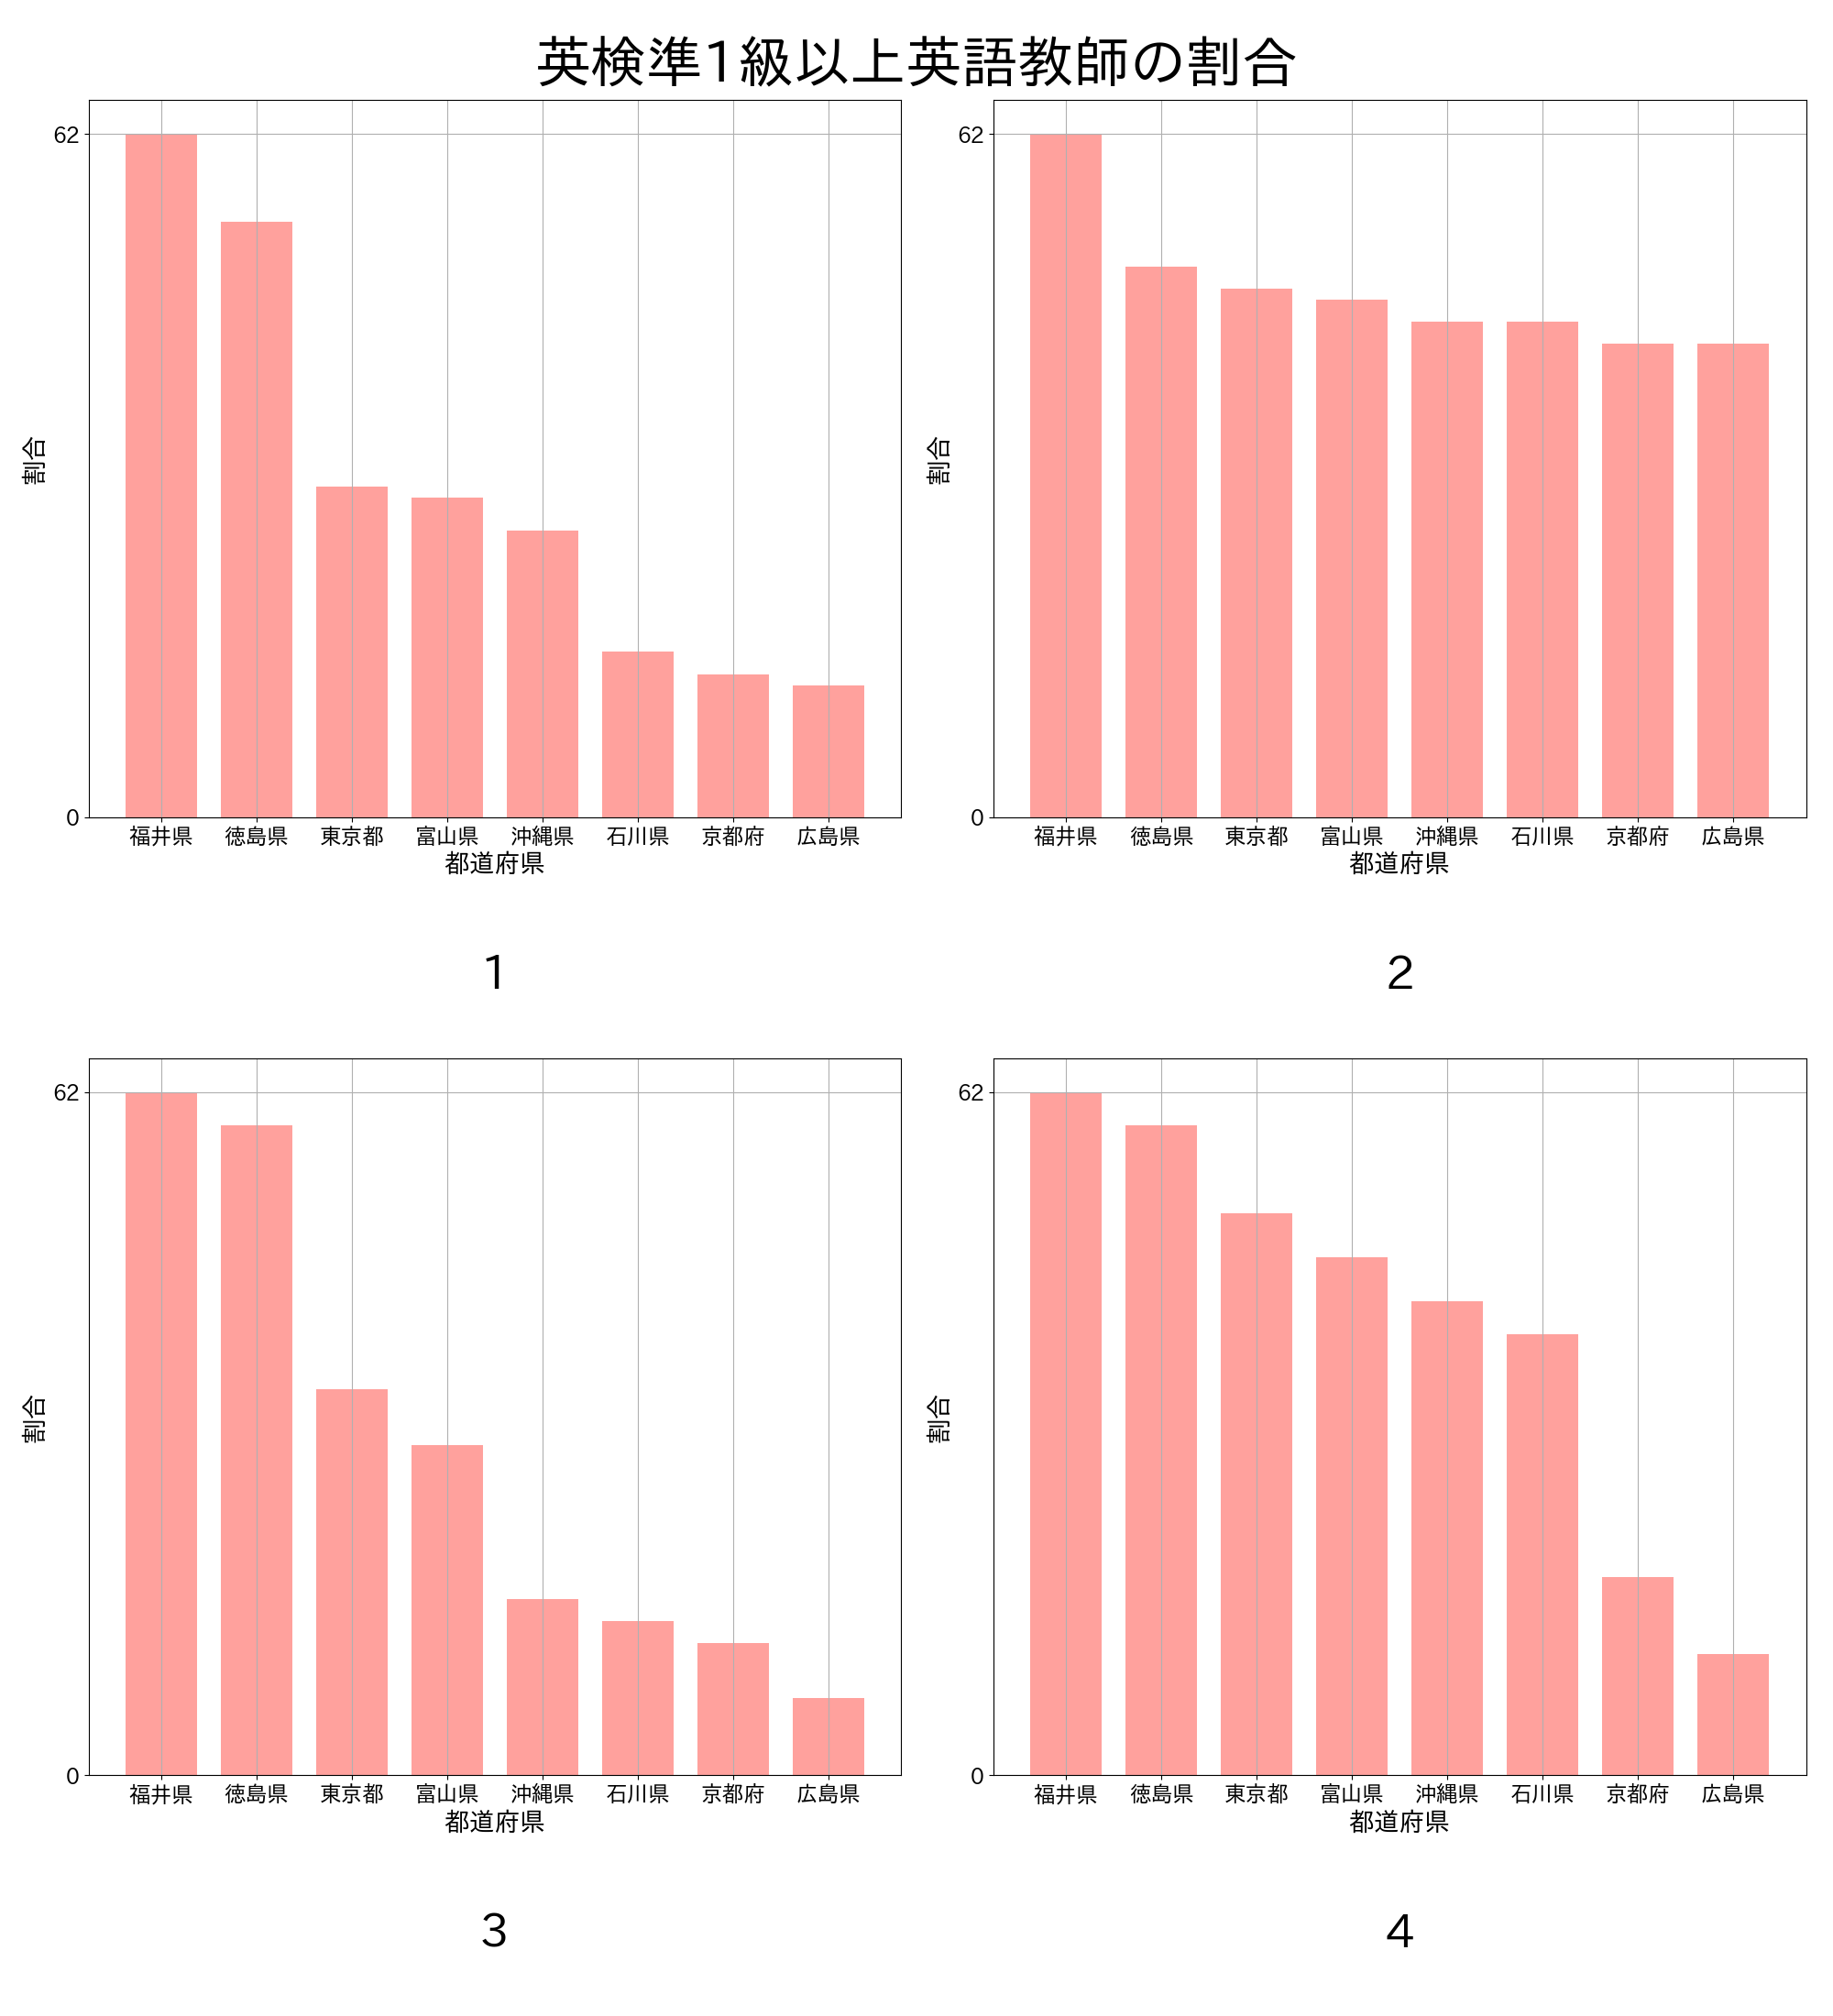 英検準1級以上英語教師の割合
62
0
割合
福井県 徳島県 東京都 富山県 沖縄県 石川県 京都府 広島県
都道府県
1
62
0
割合
福井県 徳島県 東京都 富山県 沖縄県 石川県 京都府 広島県
都道府県
2
62
0
割合
福井県 徳島県 東京都 富山県 沖縄県 石川県 京都府 広島県
都道府県
3
62
0
割合
福井県 徳島県 東京都 富山県 沖縄県 石川県 京都府 広島県
都道府県
4